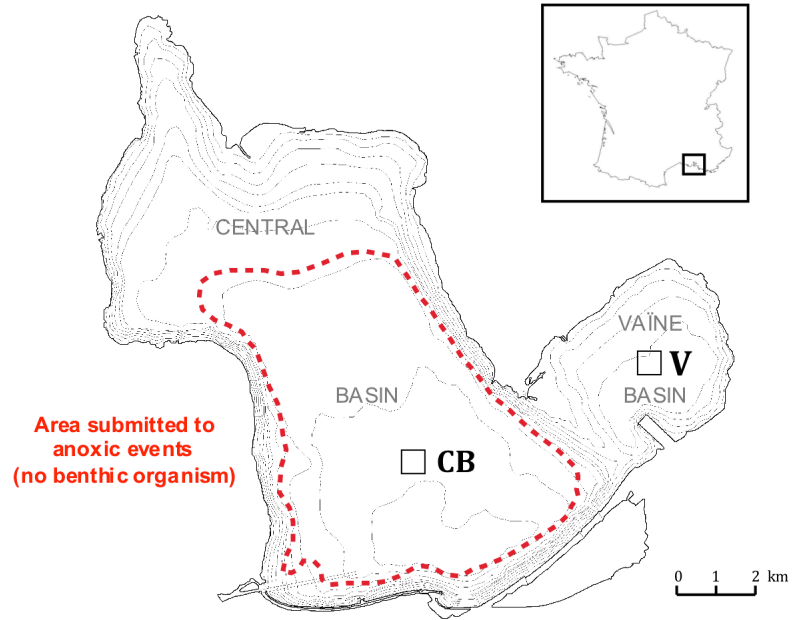 CENTRAL
VAÏNE
V
BASIN
BASIN
Area submitted to
anoxic events
(no benthic organism)
CB
0 1 2 km